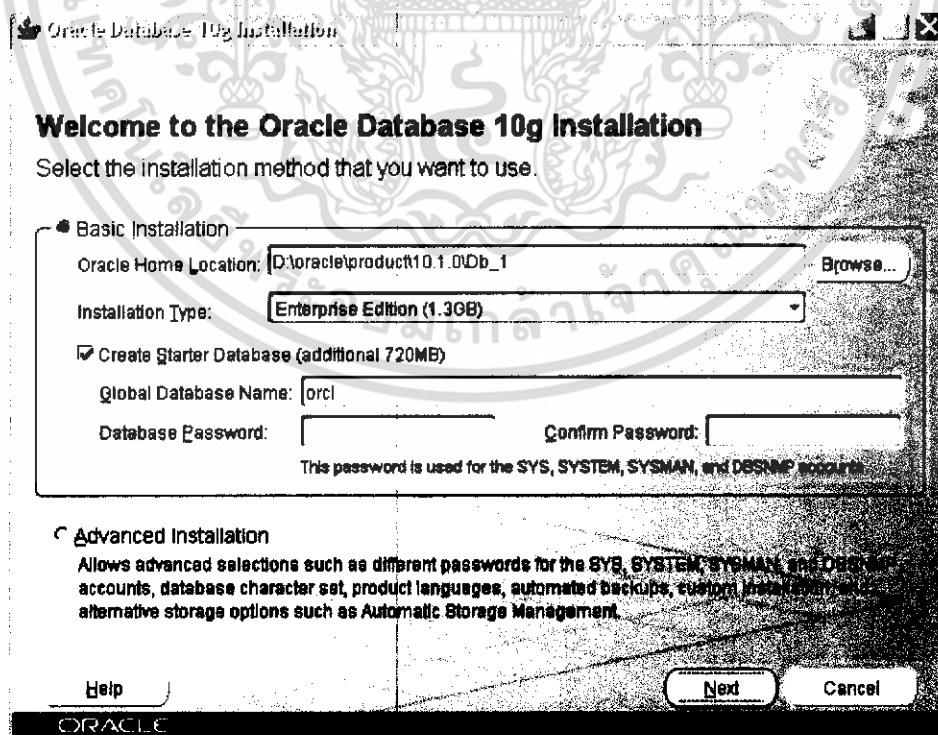 Oracle Database 10g Installation
Welcome to the Oracle Database 10g Installation
Select the installation method that you want to use.
Basic Installation
Oracle Home Location: D:\oracle\product\10.1.0\Db_1 Browse...
Installation Type: Enterprise Edition (1.3GB)
Create Starter Database (additional 720MB)
Global Database Name: orcl
Database Password: Confirm Password:
This password is used for the SYS, SYSTEM, SYSMAN, and DBSNMP accounts
Advanced Installation
Allows advanced selections such as different passwords for the SYS, SYSTEM, SYSMAN, and DBSNMP
accounts, database character set, product languages, automated backups, custom installation
alternative storage options such as Automatic Storage Management.
Help Next Cancel
ORACLE